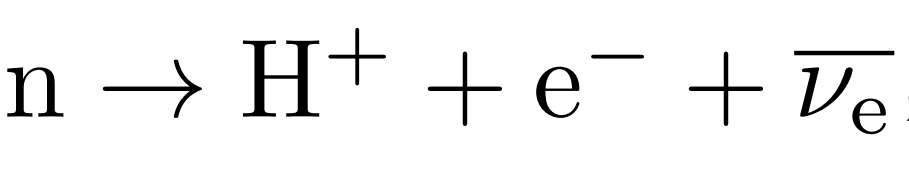 n → H⁺ + e⁻ + ν̅ₑ